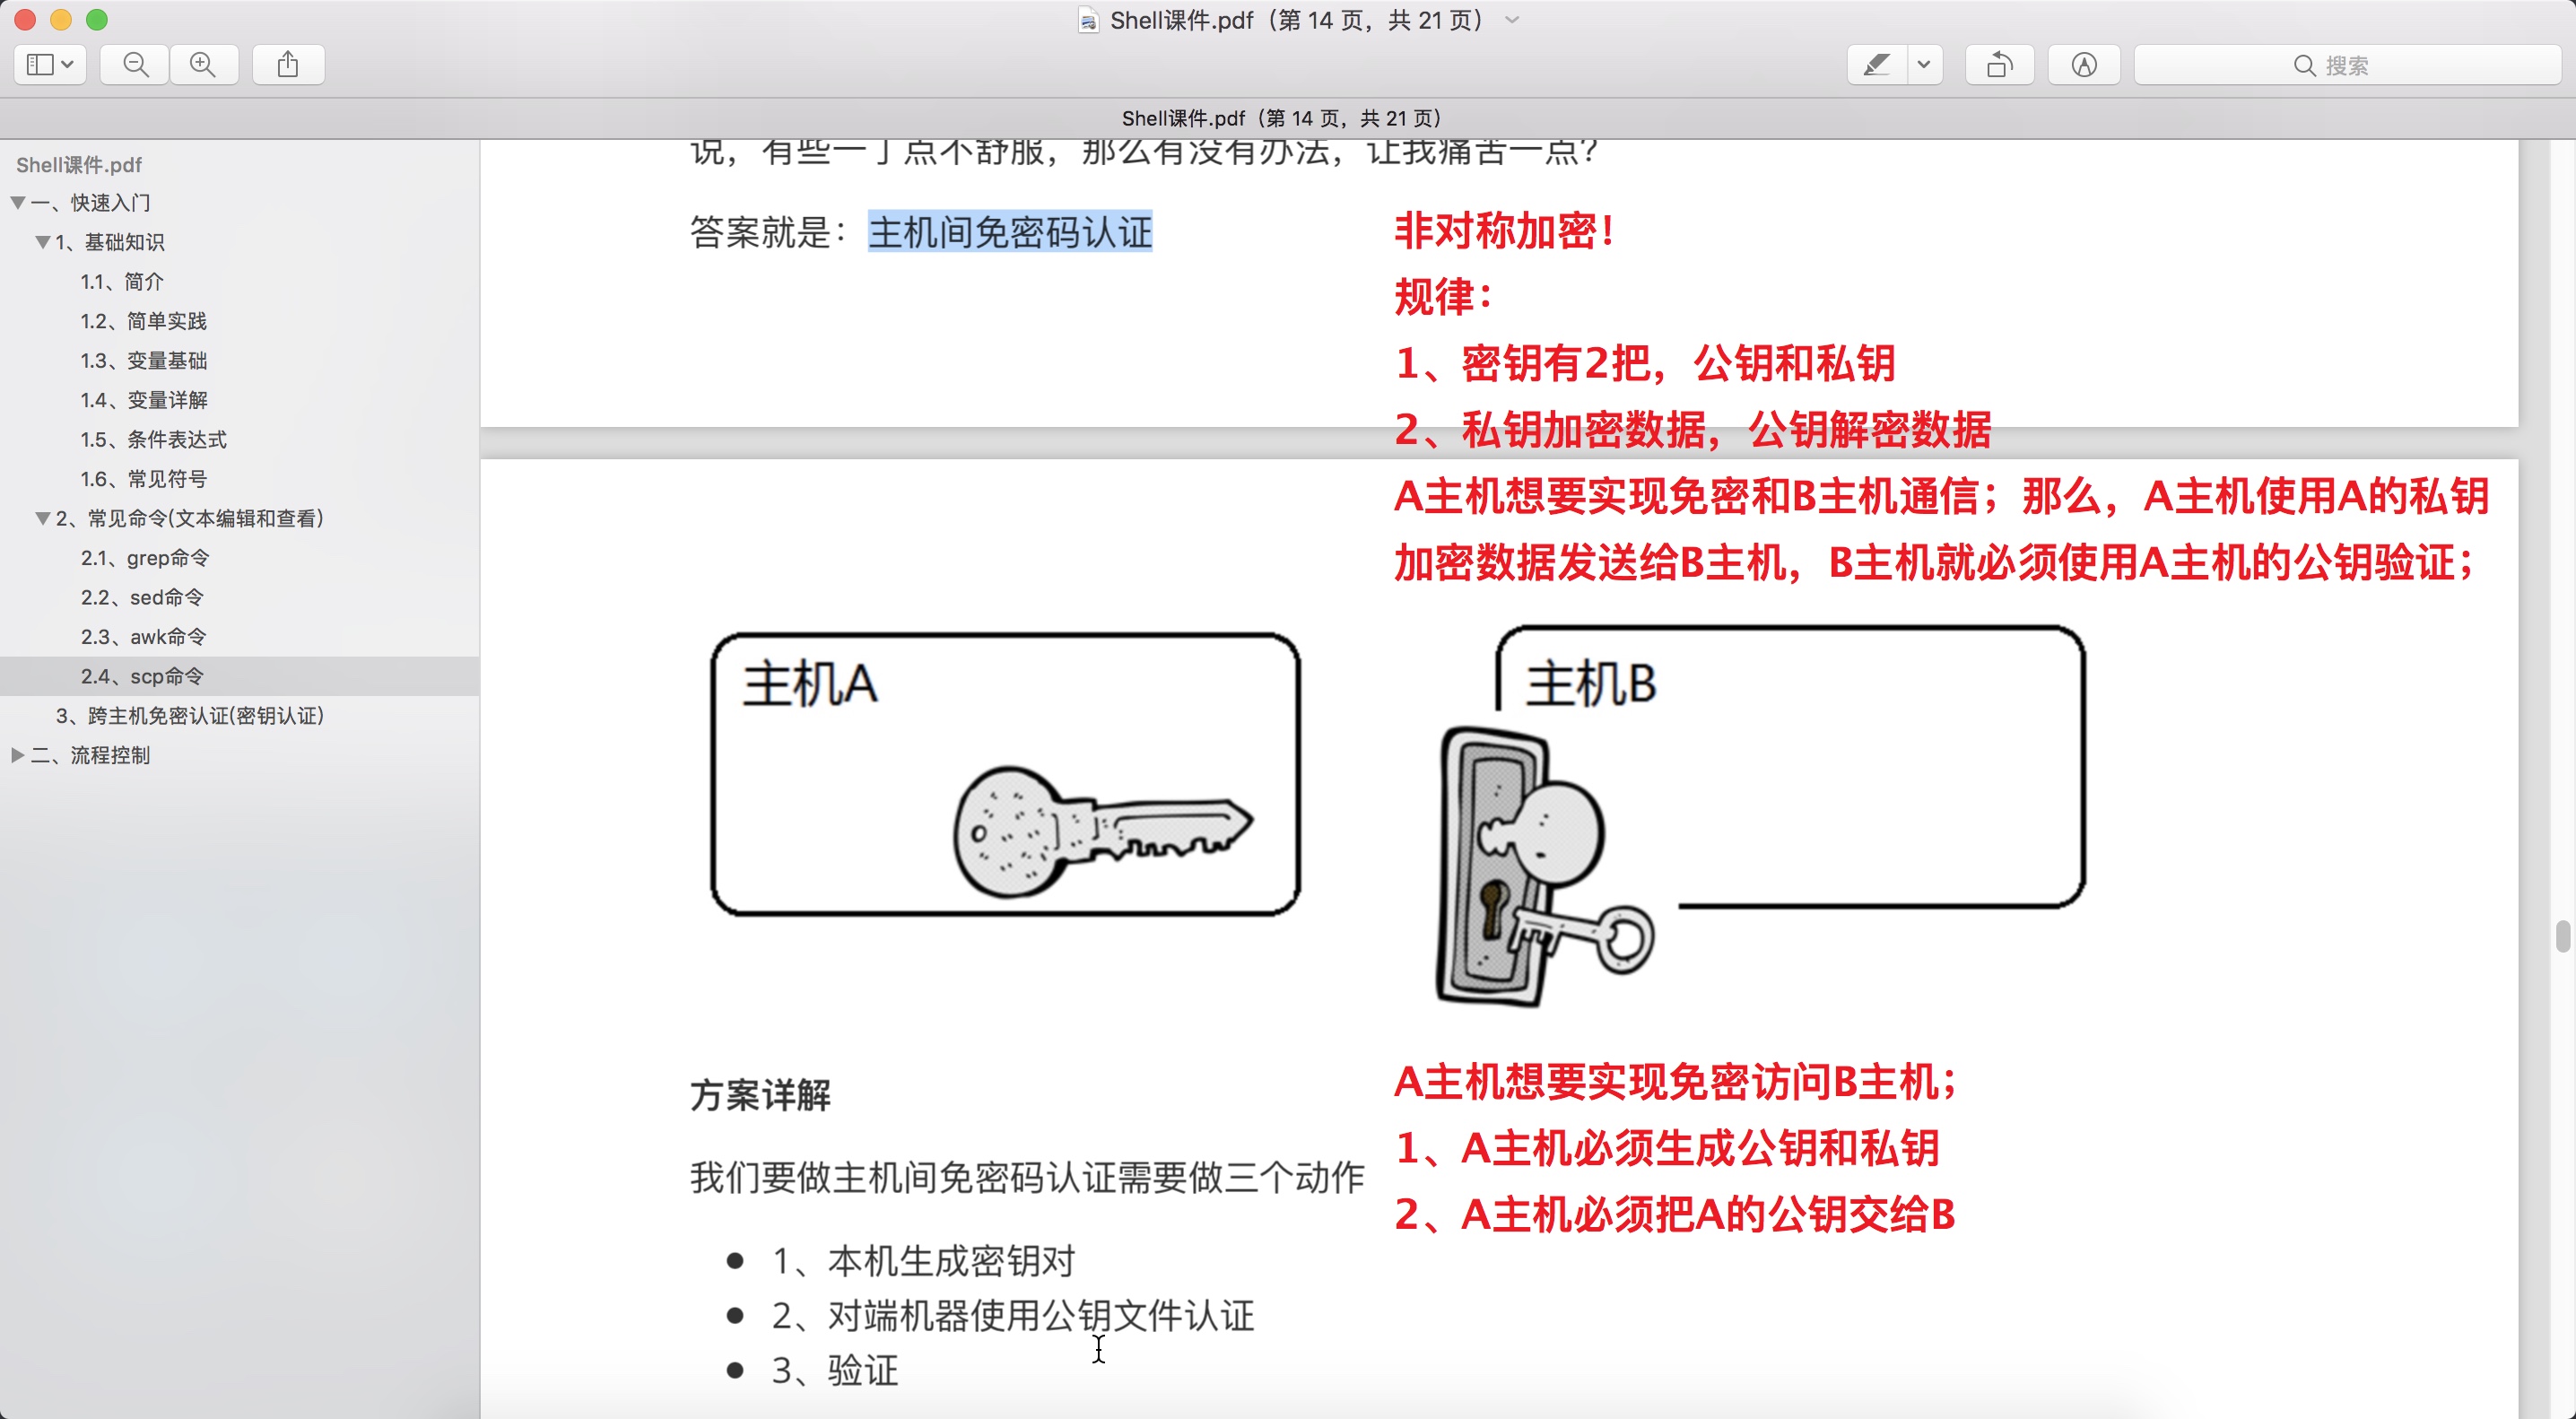 Shell课件.pdf（第 14 页，共 21 页）
搜索
Shell课件.pdf（第 14 页，共 21 页）
Shell课件.pdf
一、快速入门
1、基础知识
1.1、简介
1.2、简单实践
1.3、变量基础
1.4、变量详解
1.5、条件表达式
1.6、常见符号
2、常见命令(文本编辑和查看)
2.1、grep命令
2.2、sed命令
2.3、awk命令
2.4、scp命令
3、跨主机免密认证(密钥认证)
二、流程控制
说，有些一丁点不舒服，那么有没有办法，让我痛苦一点？
答案就是：主机间免密码认证
非对称加密！
规律：
1、密钥有2把，公钥和私钥
2、私钥加密数据，公钥解密数据
A主机想要实现免密和B主机通信；那么，A主机使用A的私钥
加密数据发送给B主机，B主机就必须使用A主机的公钥验证；
主机A
主机B
方案详解
我们要做主机间免密码认证需要做三个动作
1、本机生成密钥对
2、对端机器使用公钥文件认证
3、验证
A主机想要实现免密访问B主机；
1、A主机必须生成公钥和私钥
2、A主机必须把A的公钥交给B